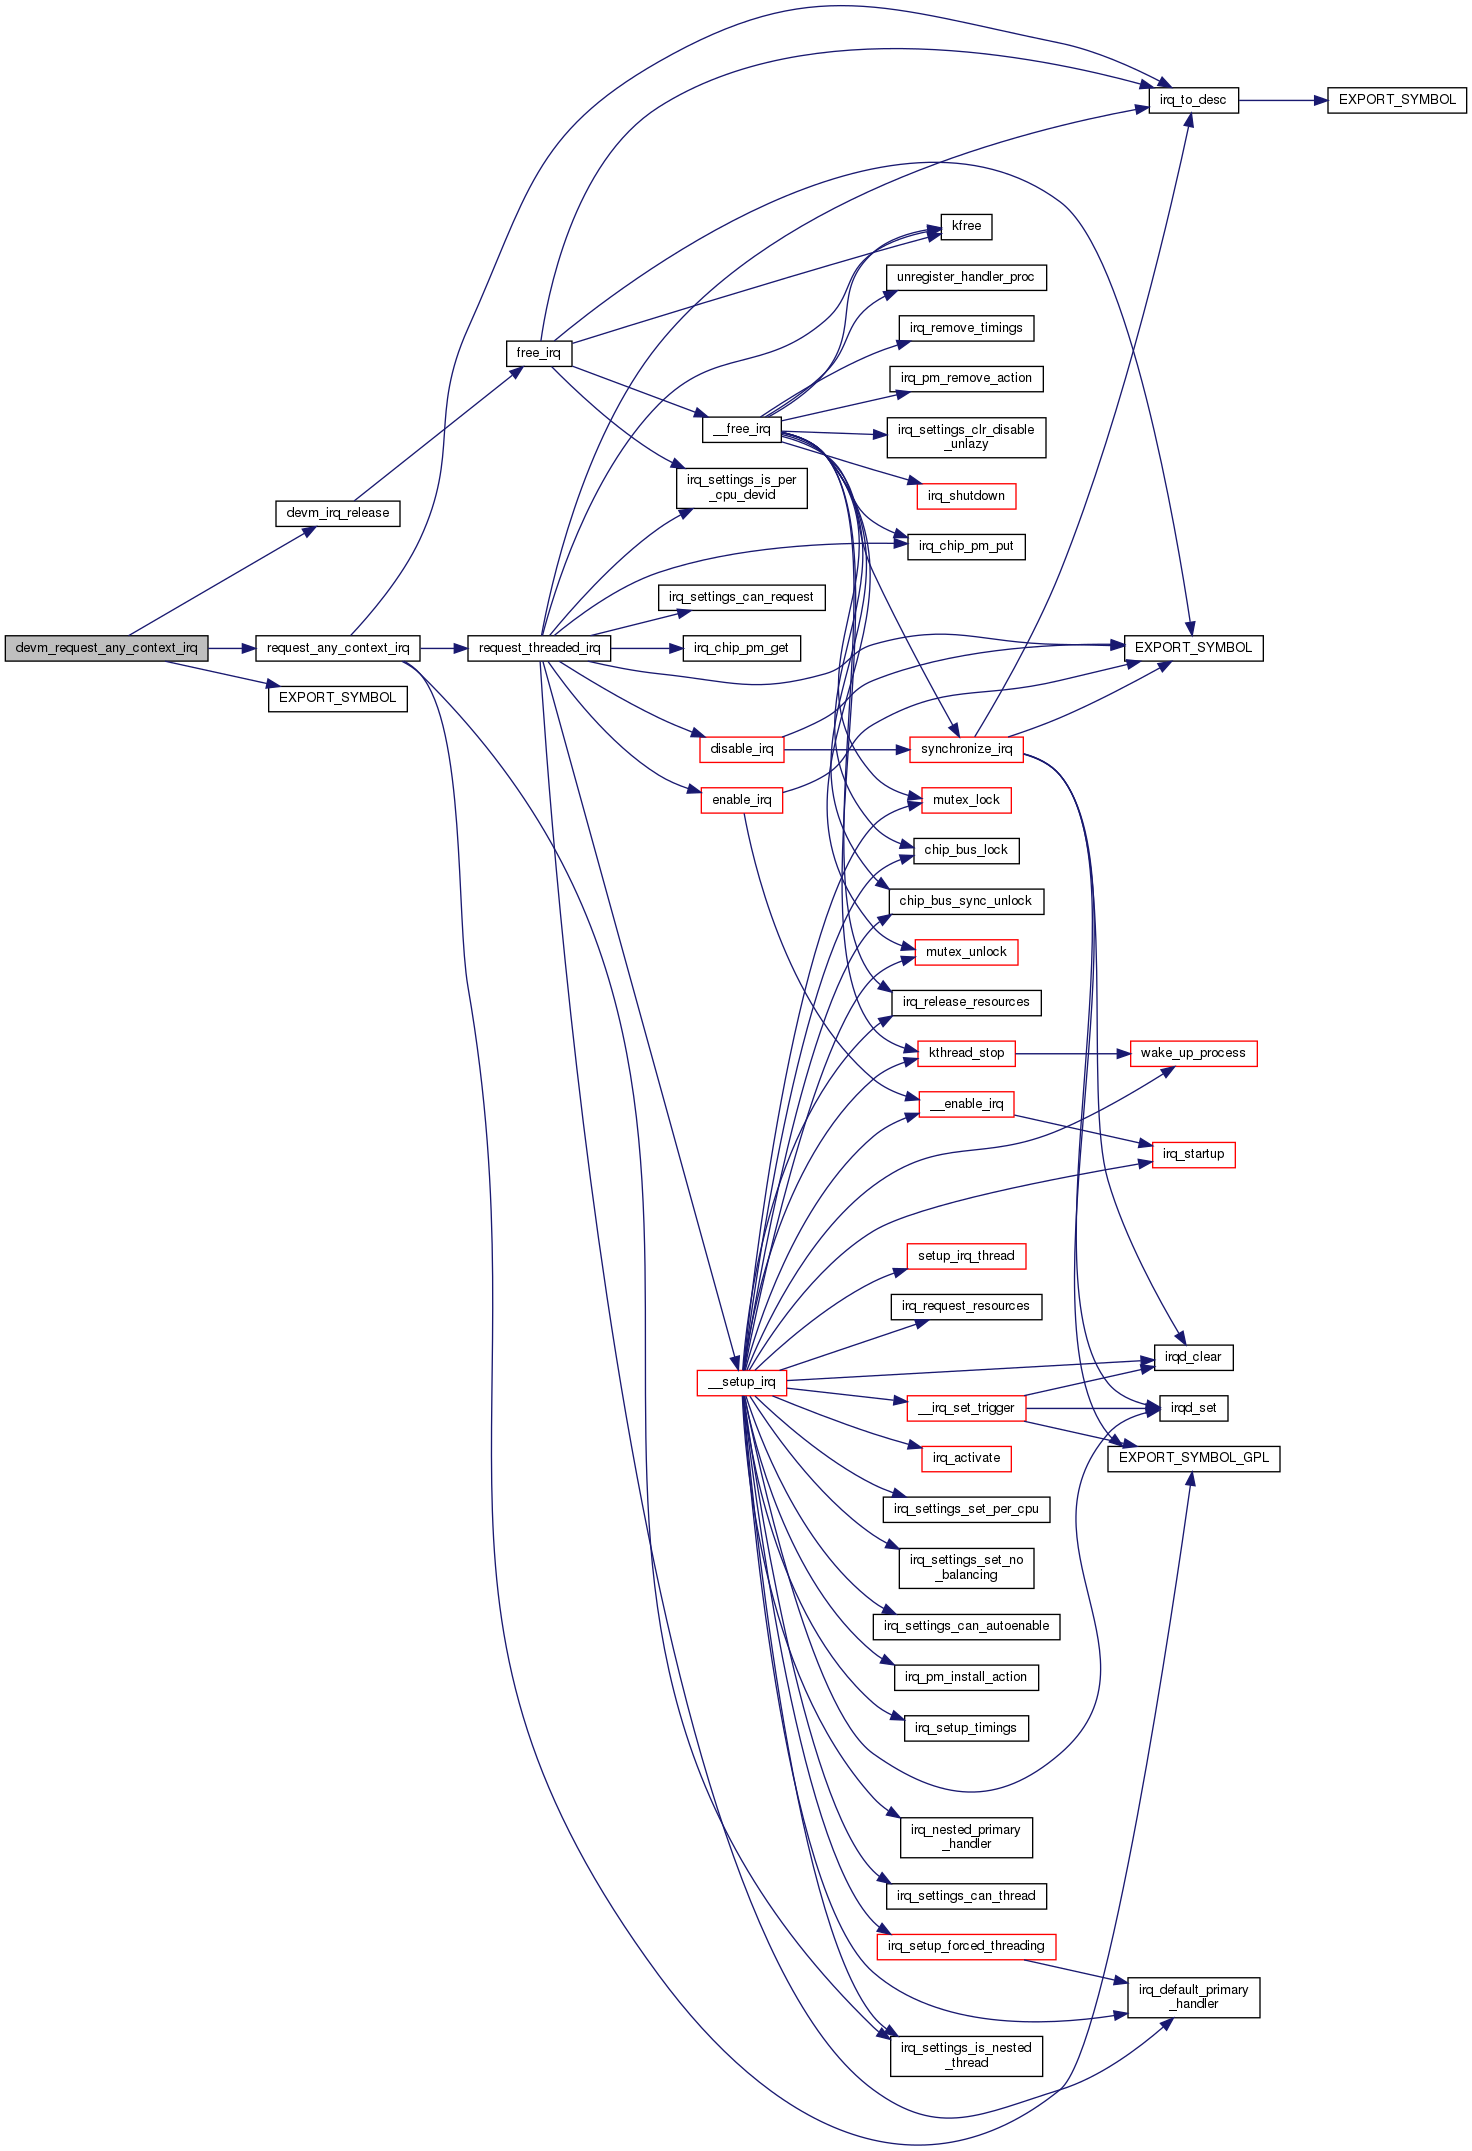 irq_to_desc
EXPORT_SYMBOL
kfree
unregister_handler_proc
irq_remove_timings
free_irq
irq_pm_remove_action
__free_irq
irq_settings_clr_disable
_unlazy
irq_settings_is_per
_cpu_devid
irq_shutdown
devm_irq_release
irq_chip_pm_put
irq_settings_can_request
devm_request_any_context_irq
request_any_context_irq
request_threaded_irq
irq_chip_pm_get
EXPORT_SYMBOL
EXPORT_SYMBOL
disable_irq
synchronize_irq
enable_irq
mutex_lock
chip_bus_lock
chip_bus_sync_unlock
mutex_unlock
irq_release_resources
kthread_stop
wake_up_process
__enable_irq
irq_startup
setup_irq_thread
irq_request_resources
irqd_clear
__setup_irq
__irq_set_trigger
irqd_set
irq_activate
EXPORT_SYMBOL_GPL
irq_settings_set_per_cpu
irq_settings_set_no
_balancing
irq_settings_can_autoenable
irq_pm_install_action
irq_setup_timings
irq_nested_primary
_handler
irq_settings_can_thread
irq_setup_forced_threading
irq_default_primary
_handler
irq_settings_is_nested
_thread